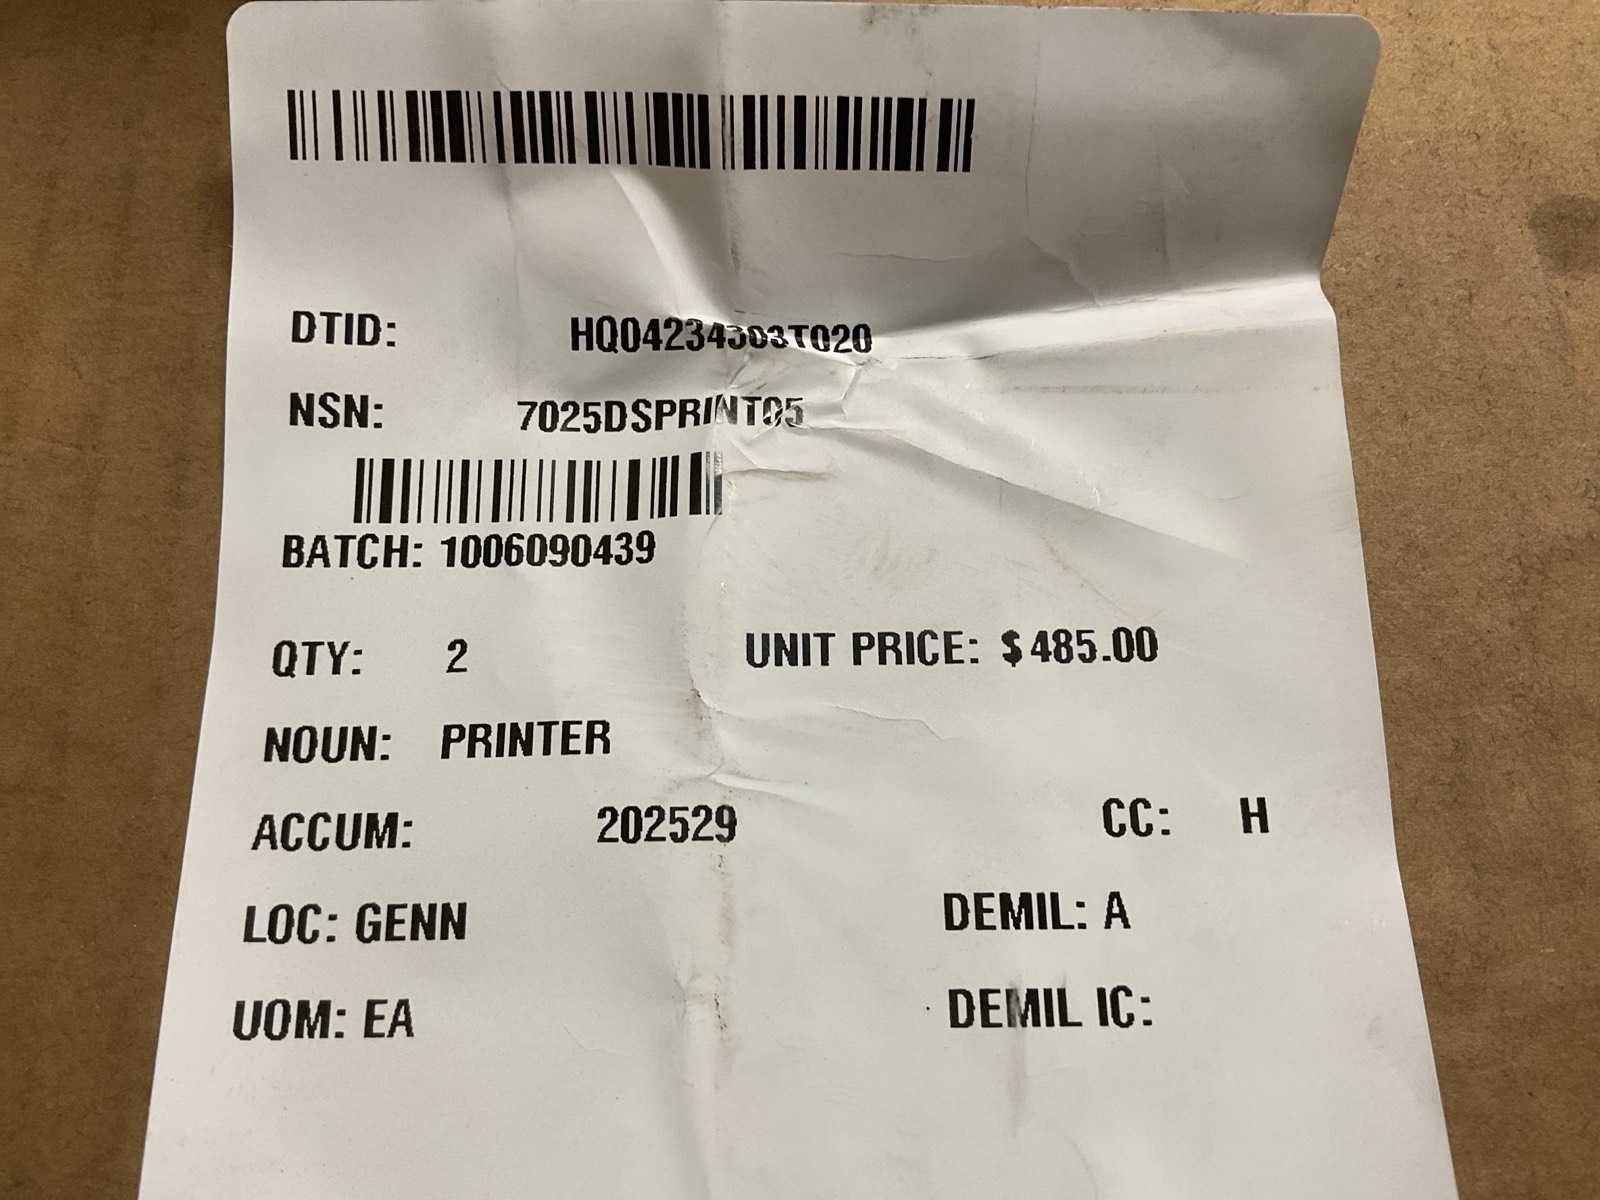 DTID: HQ04234303T020
NSN: 7025DSPRINT05
BATCH: 1006090439
QTY: 2 UNIT PRICE: $485.00
NOUN: PRINTER
ACCUM: 202529 CC: H
LOC: GENN DEMIL: A
UOM: EA DEMIL IC: